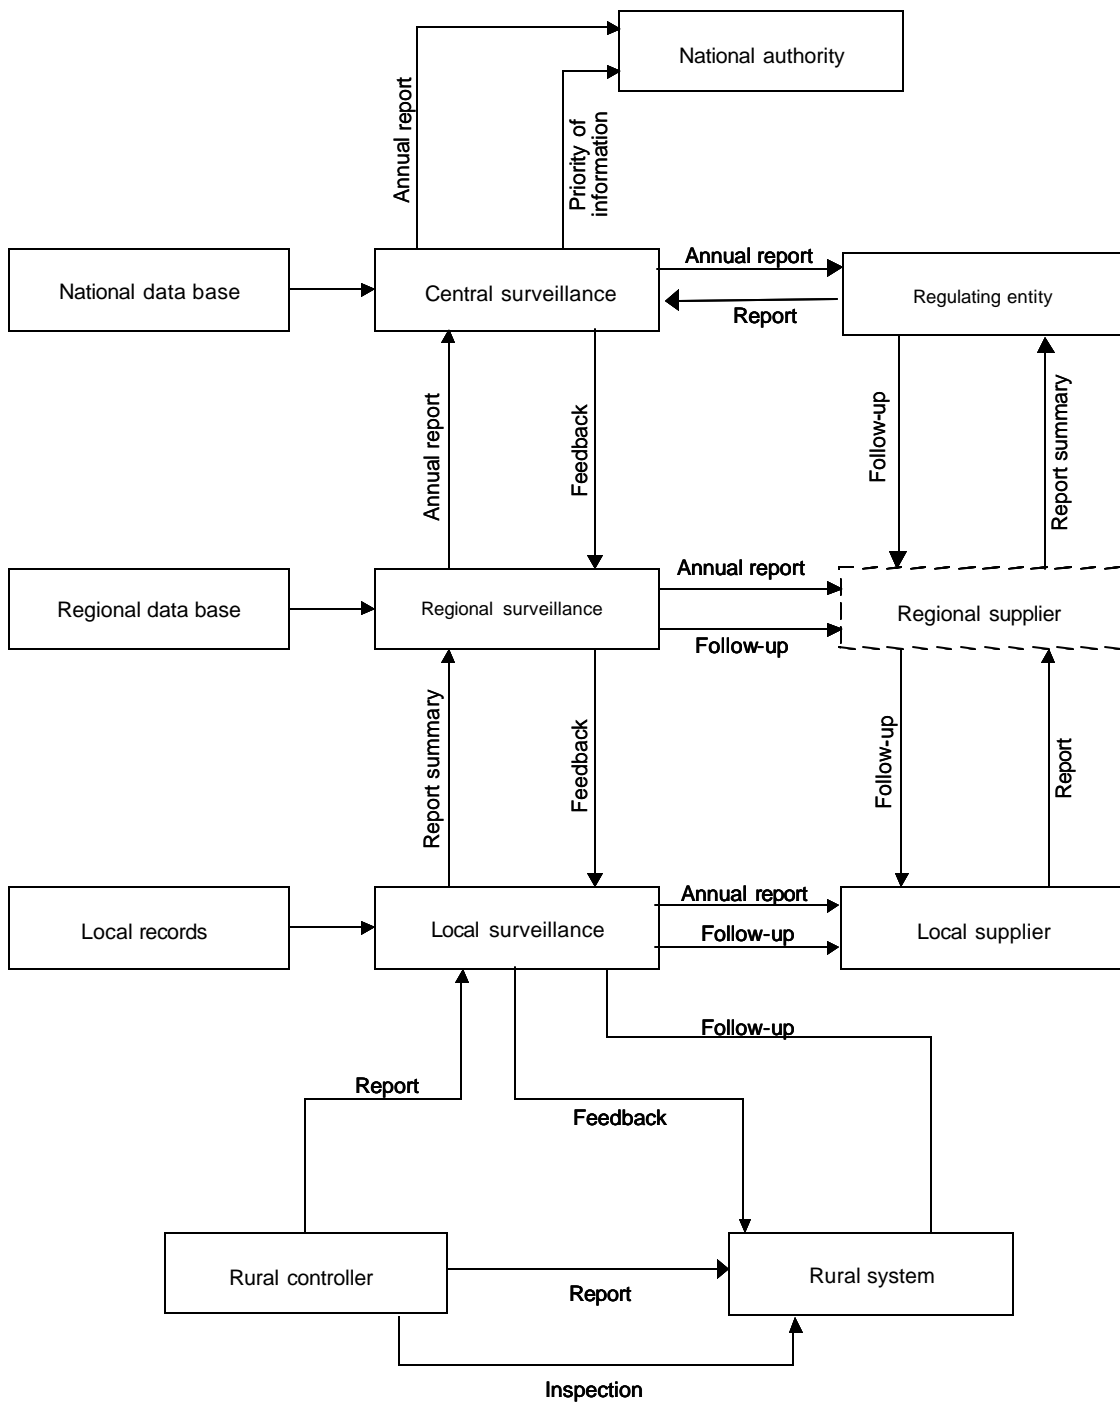 National authority
Annual report
Priority of
information
National data base
Central surveillance
Annual report
Report
Regulating entity
Annual report
Feedback
Follow-up
Report summary
Regional data base
Regional surveillance
Annual report
Follow-up
Regional supplier
Report summary
Feedback
Follow-up
Report
Local records
Local surveillance
Annual report
Follow-up
Local supplier
Follow-up
Report
Feedback
Rural controller
Report
Rural system
Inspection